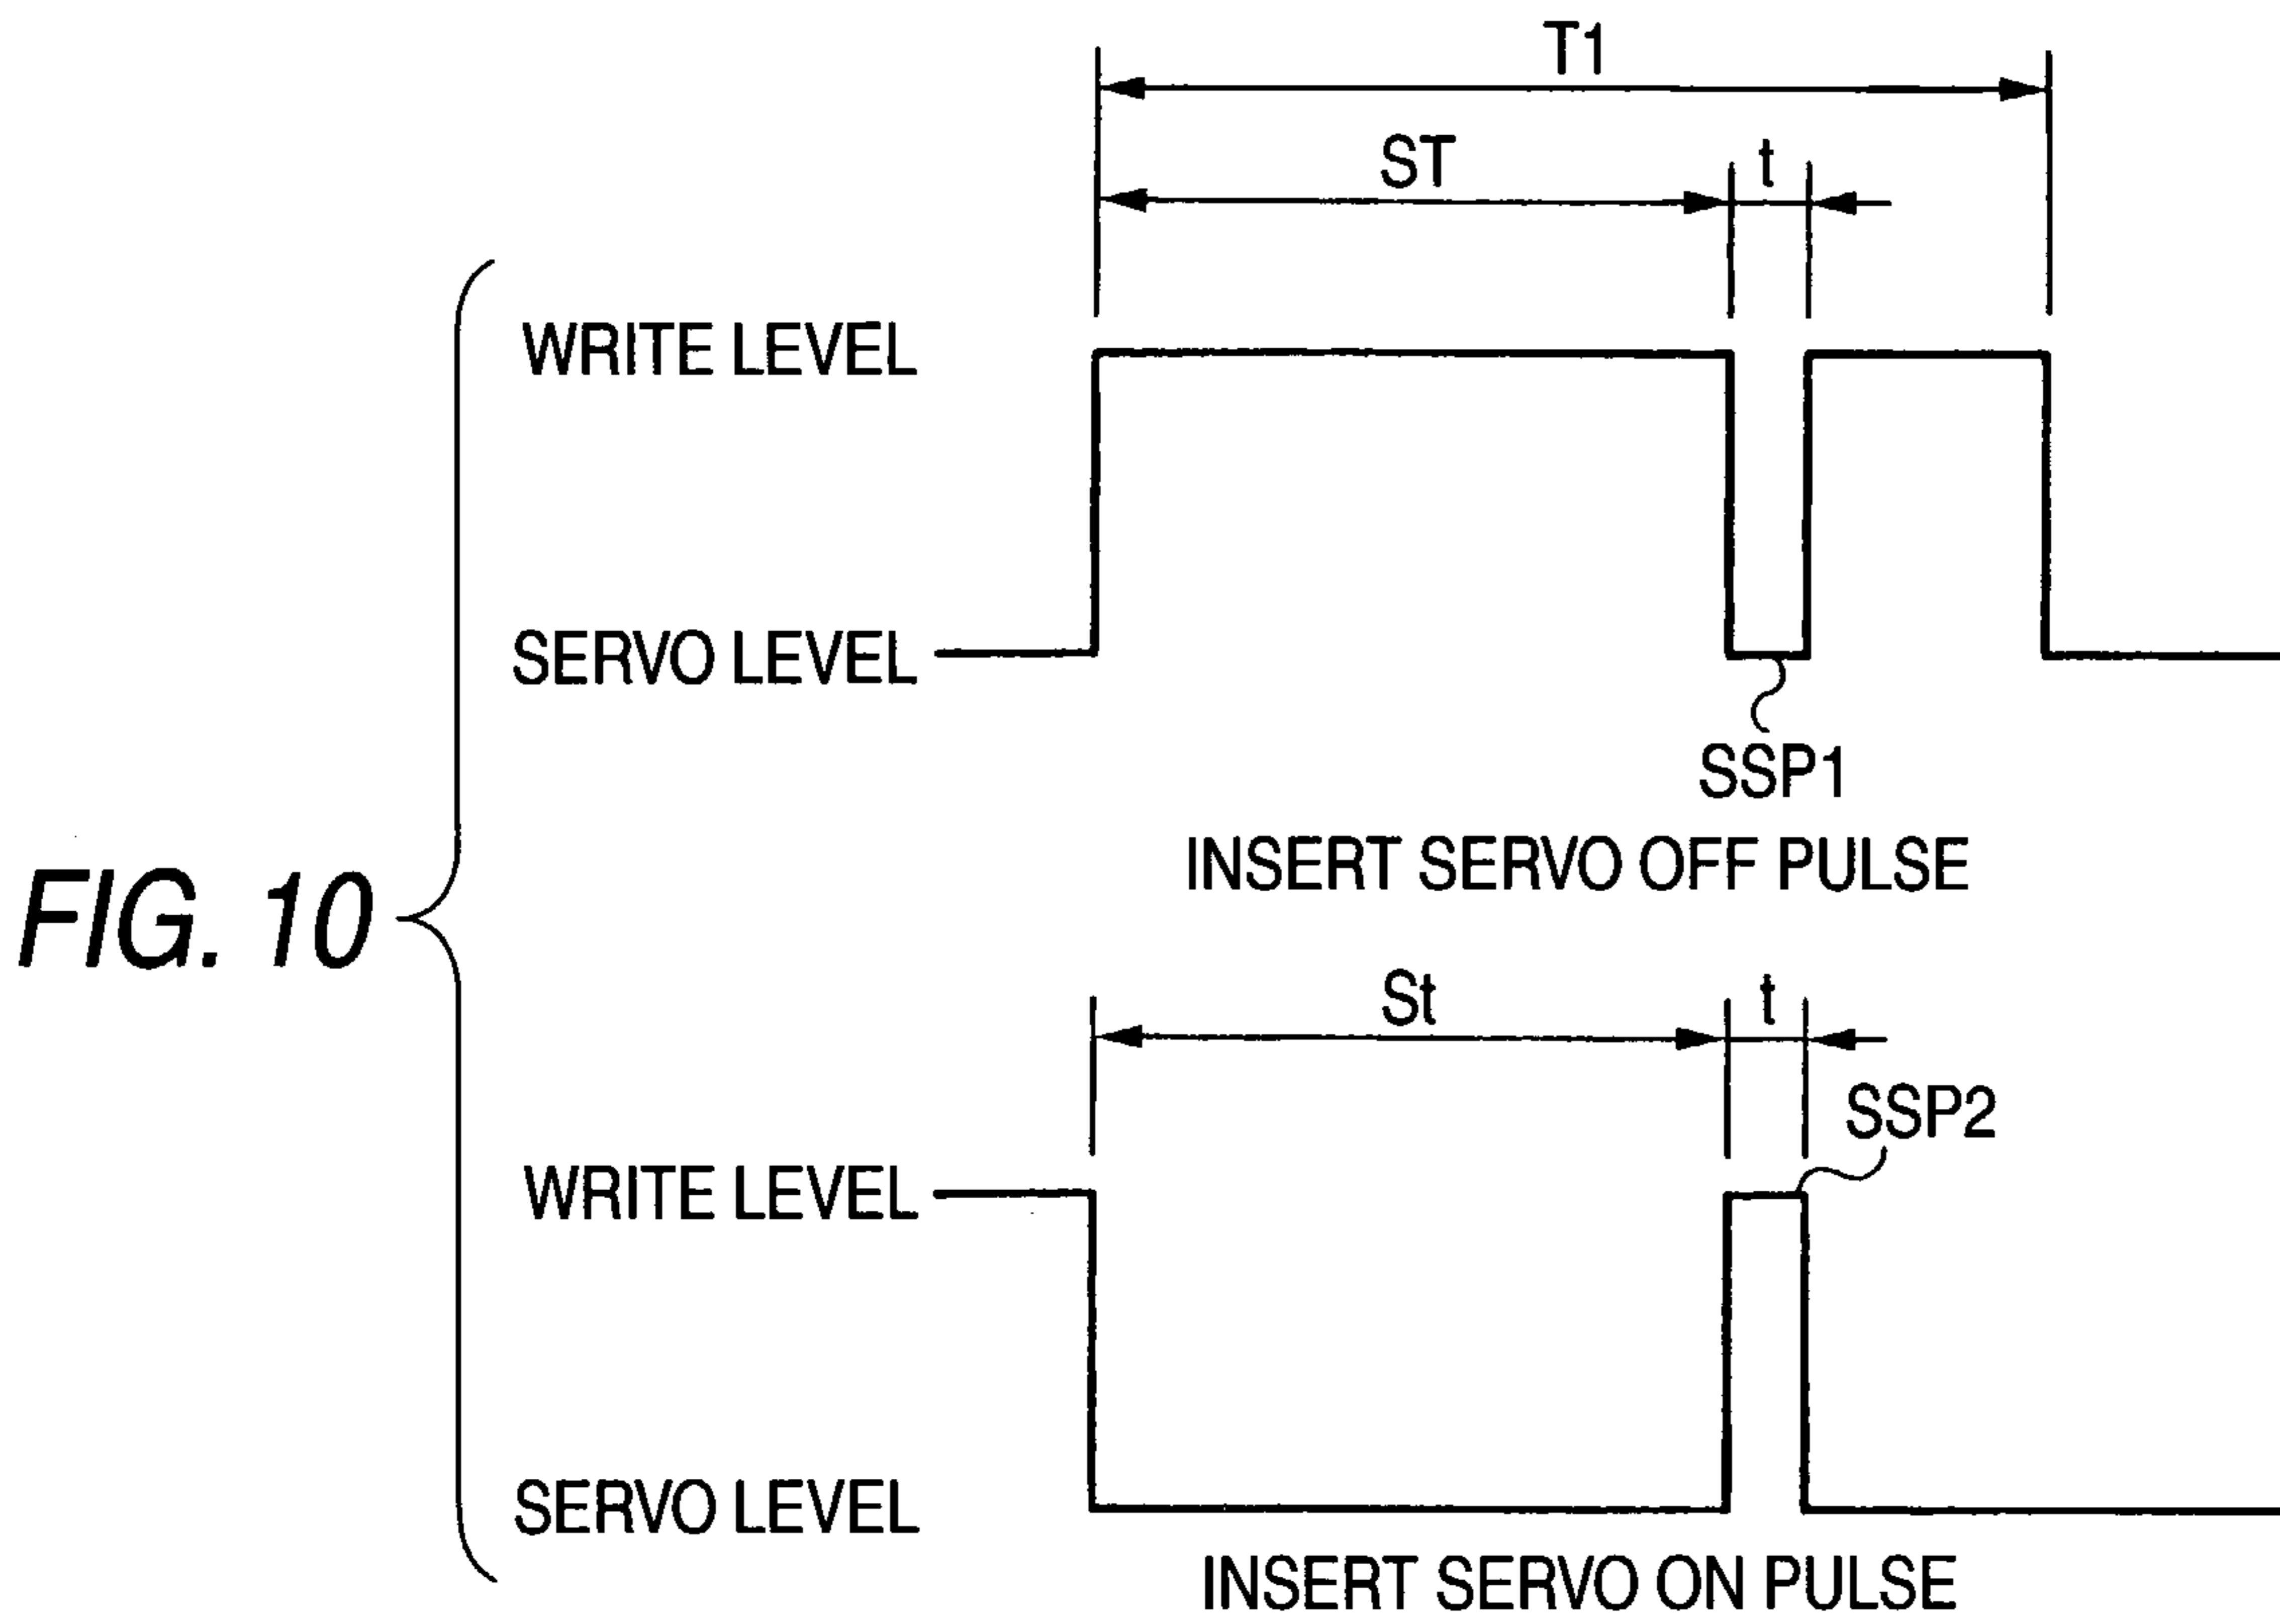 T1
ST t
WRITE LEVEL
SERVO LEVEL
SSP1
INSERT SERVO OFF PULSE
FIG. 10
St t
SSP2
WRITE LEVEL
SERVO LEVEL
INSERT SERVO ON PULSE